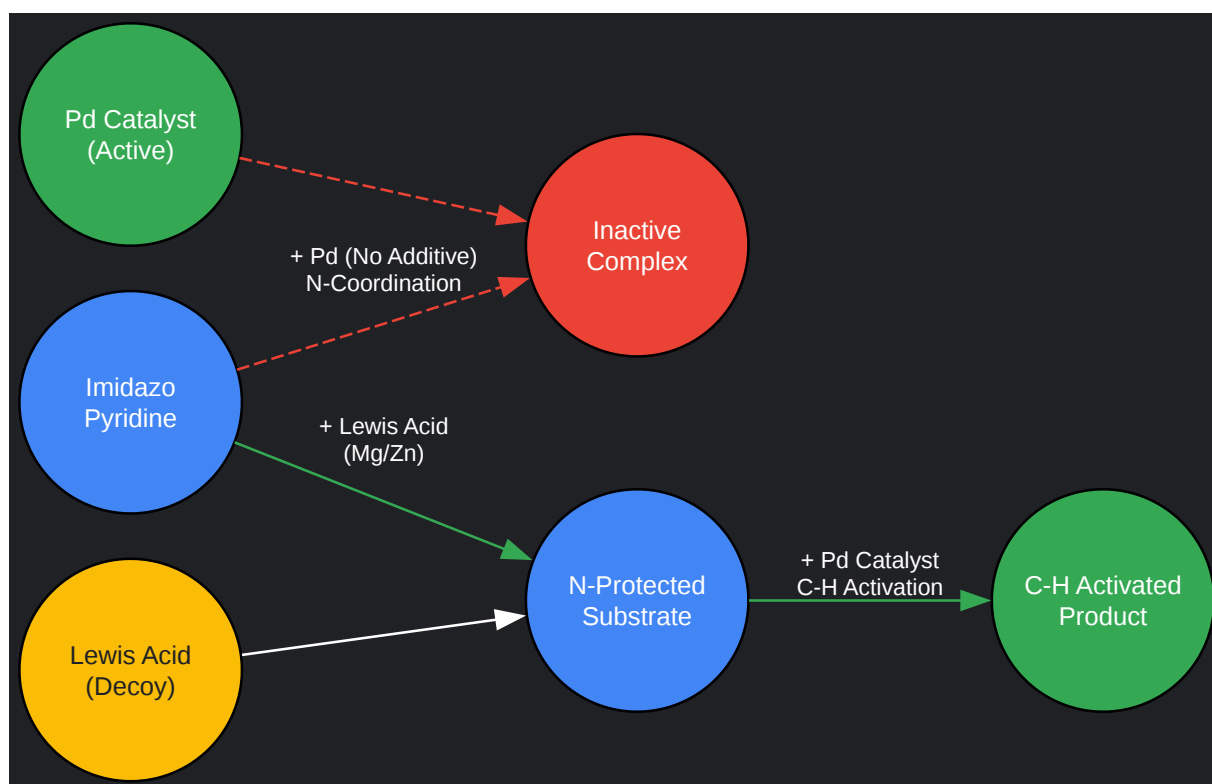 Pd Catalyst
(Active)
Inactive
Complex
+ Pd (No Additive)
N-Coordination
Imidazo
Pyridine
+ Lewis Acid
(Mg/Zn)
N-Protected
Substrate
+ Pd Catalyst
C-H Activation
C-H Activated
Product
Lewis Acid
(Decoy)